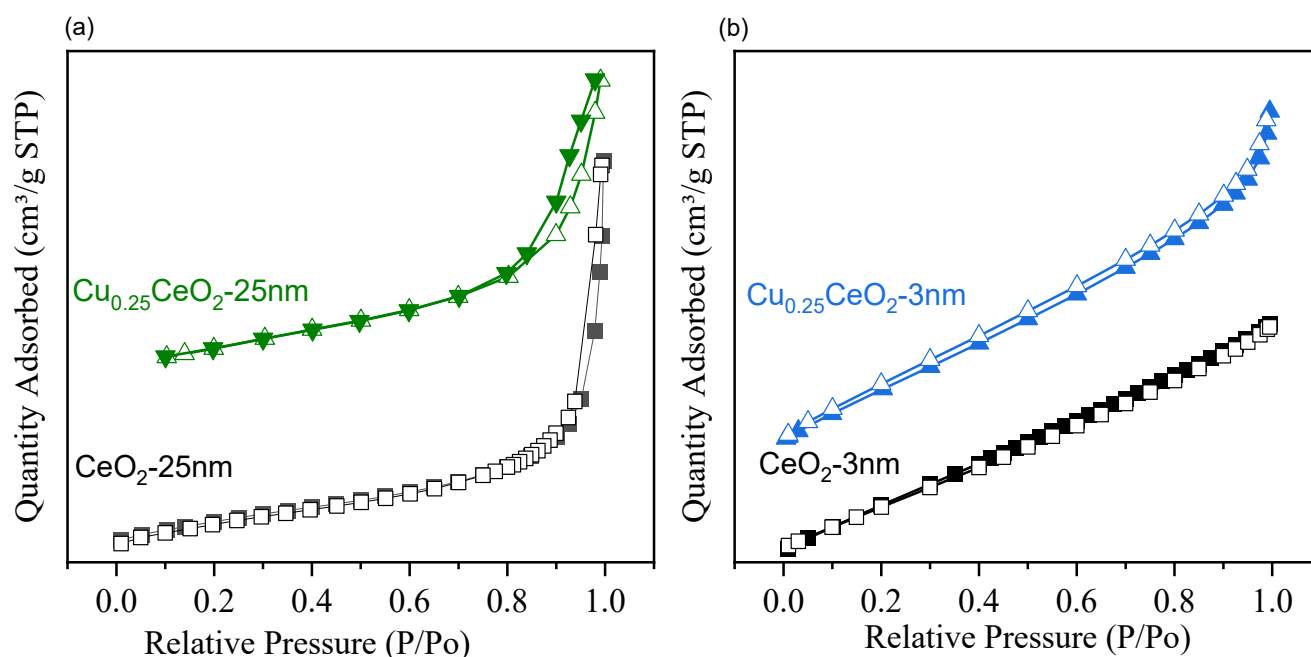 (a)
Quantity Adsorbed (cm³/g STP)
Cu₀.₂₅CeO₂-25nm
CeO₂-25nm
0.0 0.2 0.4 0.6 0.8 1.0
Relative Pressure (P/Po)
(b)
Quantity Adsorbed (cm³/g STP)
Cu₀.₂₅CeO₂-3nm
CeO₂-3nm
0.0 0.2 0.4 0.6 0.8 1.0
Relative Pressure (P/Po)